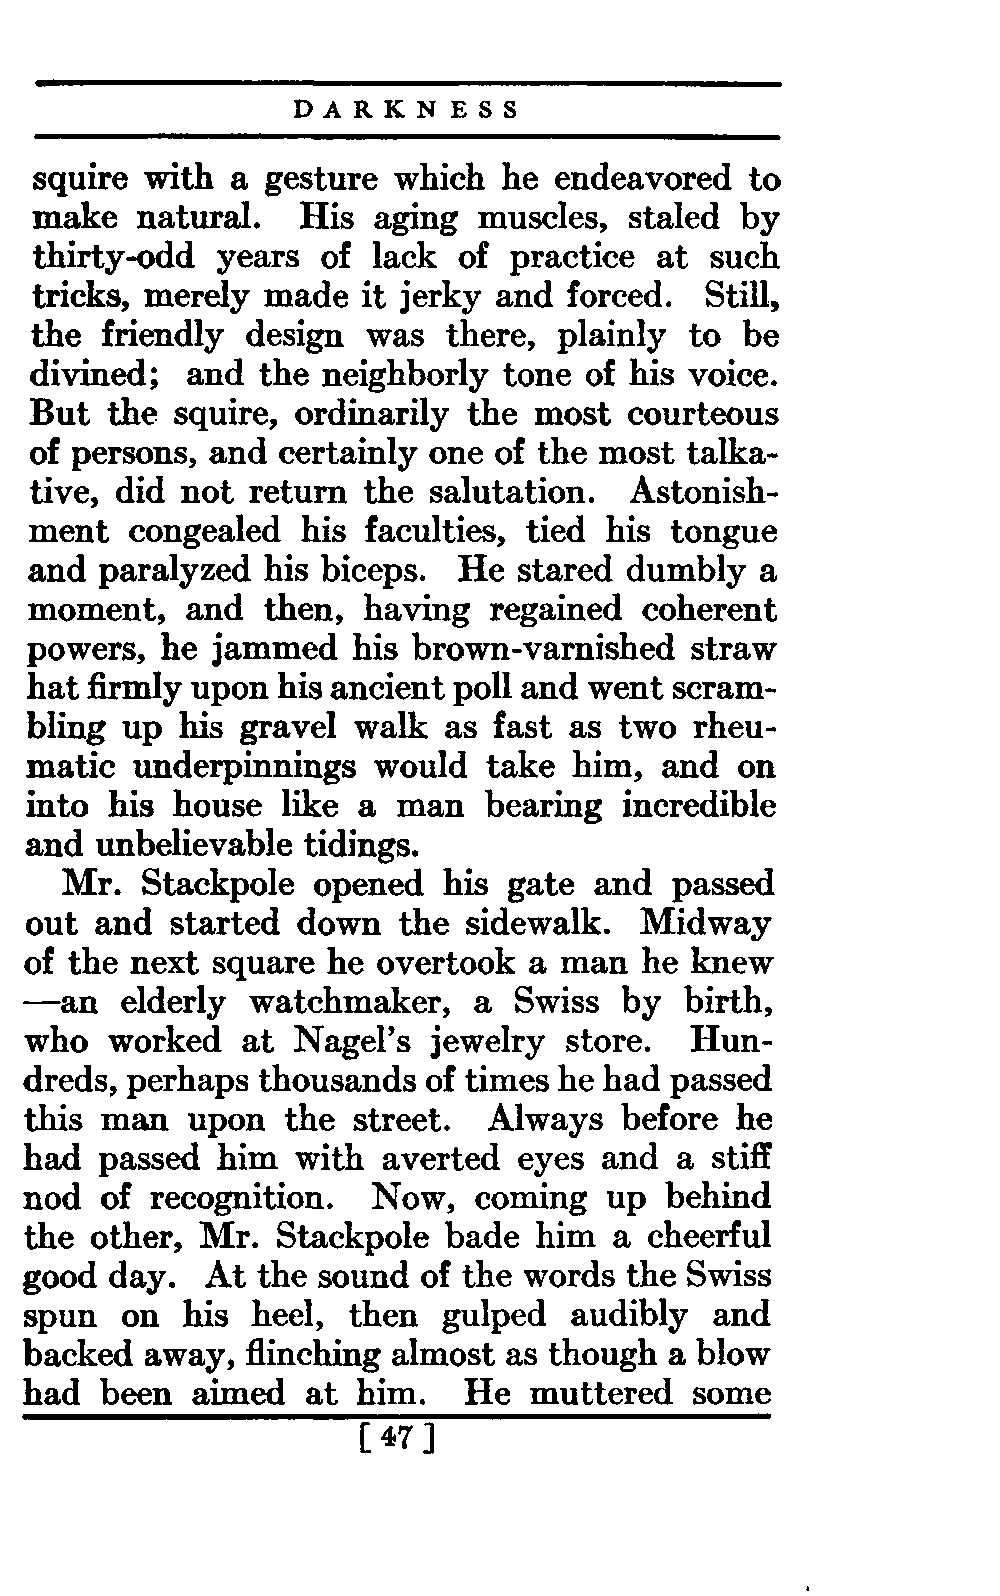 DARKNESS
squire with a gesture which he endeavored to
make natural. His aging muscles, staled by
thirty-odd years of lack of practice at such
tricks, merely made it jerky and forced. Still,
the friendly design was there, plainly to be
divined; and the neighborly tone of his voice.
But the squire, ordinarily the most courteous
of persons, and certainly one of the most talka-
tive, did not return the salutation. Astonish-
ment congealed his faculties, tied his tongue
and paralyzed his biceps. He stared dumbly a
moment, and then, having regained coherent
powers, he jammed his brown-varnished straw
hat firmly upon his ancient poll and went scram-
bling up his gravel walk as fast as two rheu-
matic underpinnings would take him, and on
into his house like a man bearing incredible
and unbelievable tidings.
Mr. Stackpole opened his gate and passed
out and started down the sidewalk. Midway
of the next square he overtook a man he knew
—an elderly watchmaker, a Swiss by birth,
who worked at Nagel's jewelry store. Hun-
dreds, perhaps thousands of times he had passed
this man upon the street. Always before he
had passed him with averted eyes and a stiff
nod of recognition. Now, coming up behind
the other, Mr. Stackpole bade him a cheerful
good day. At the sound of the words the Swiss
spun on his heel, then gulped audibly and
backed away, flinching almost as though a blow
had been aimed at him. He muttered some
[ 47 ]